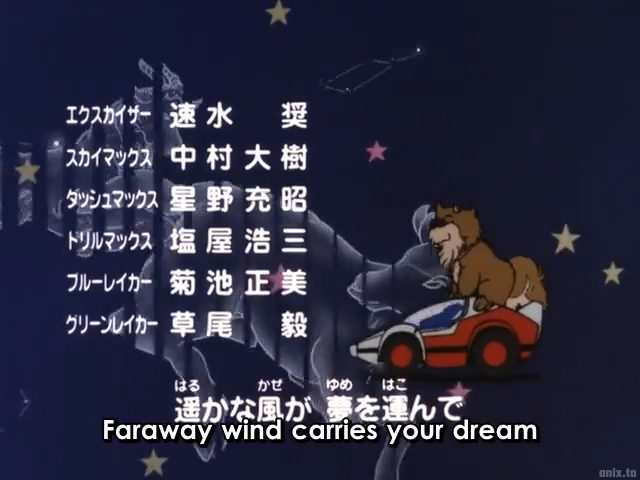 エクスカイザー 速水 奨
スカイマックス 中村大樹
ダッシュマックス 星野充昭
ドリルマックス 塩屋浩三
ブルーレイカー 菊池正美
グリーンレイカー 草尾 毅
はる かぜ ゆめ はこ
遥かな風が 夢を運んで
Faraway wind carries your dream
anix.to